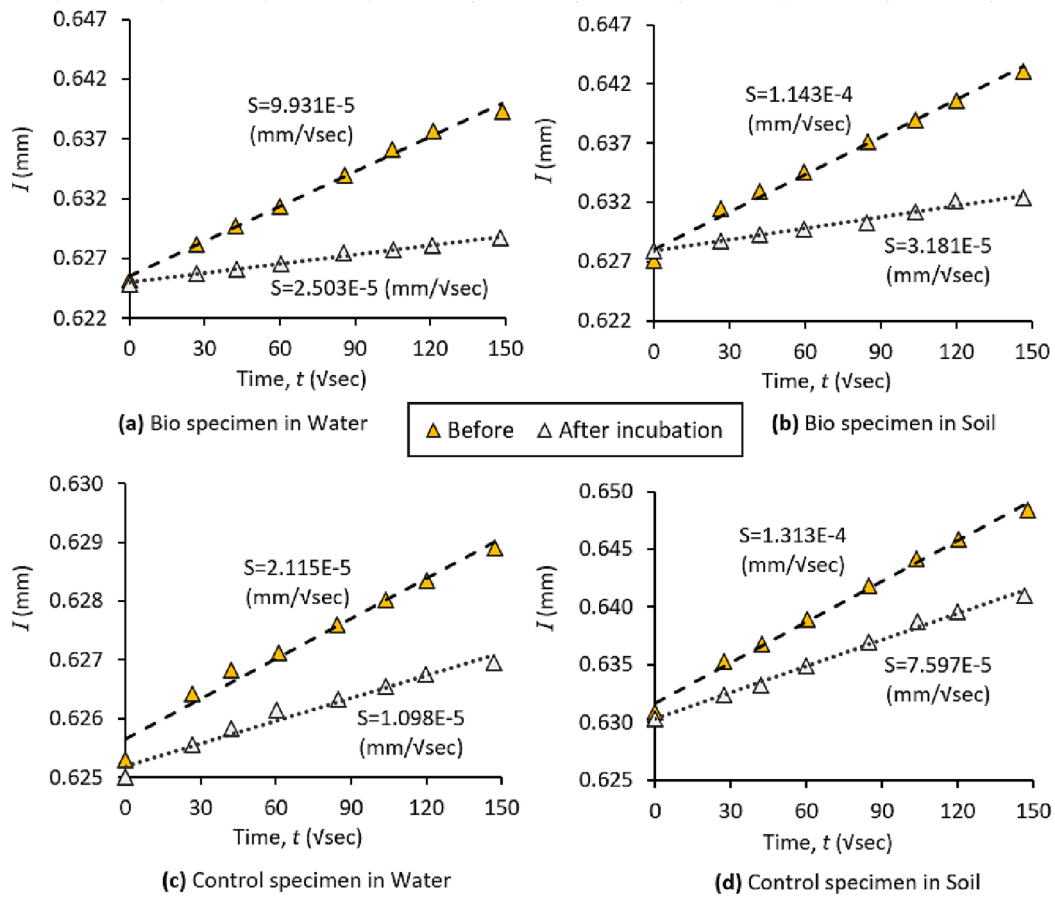 0.647
0.642
0.637
0.632
0.627
0.622
I (mm)
S=9.931E-5
(mm/√sec)
S=2.503E-5 (mm/√sec)
0 30 60 90 120 150
Time, t (√sec)
(a) Bio specimen in Water
0.647
0.642
0.637
0.632
0.627
0.622
I (mm)
S=1.143E-4
(mm/√sec)
S=3.181E-5
(mm/√sec)
0 30 60 90 120 150
Time, t (√sec)
(b) Bio specimen in Soil
Before After incubation
0.630
0.629
0.628
0.627
0.626
0.625
I (mm)
S=2.115E-5
(mm/√sec)
S=1.098E-5
(mm/√sec)
0 30 60 90 120 150
Time, t (√sec)
(c) Control specimen in Water
0.650
0.645
0.640
0.635
0.630
0.625
I (mm)
S=1.313E-4
(mm/√sec)
S=7.597E-5
(mm/√sec)
0 30 60 90 120 150
Time, t (√sec)
(d) Control specimen in Soil